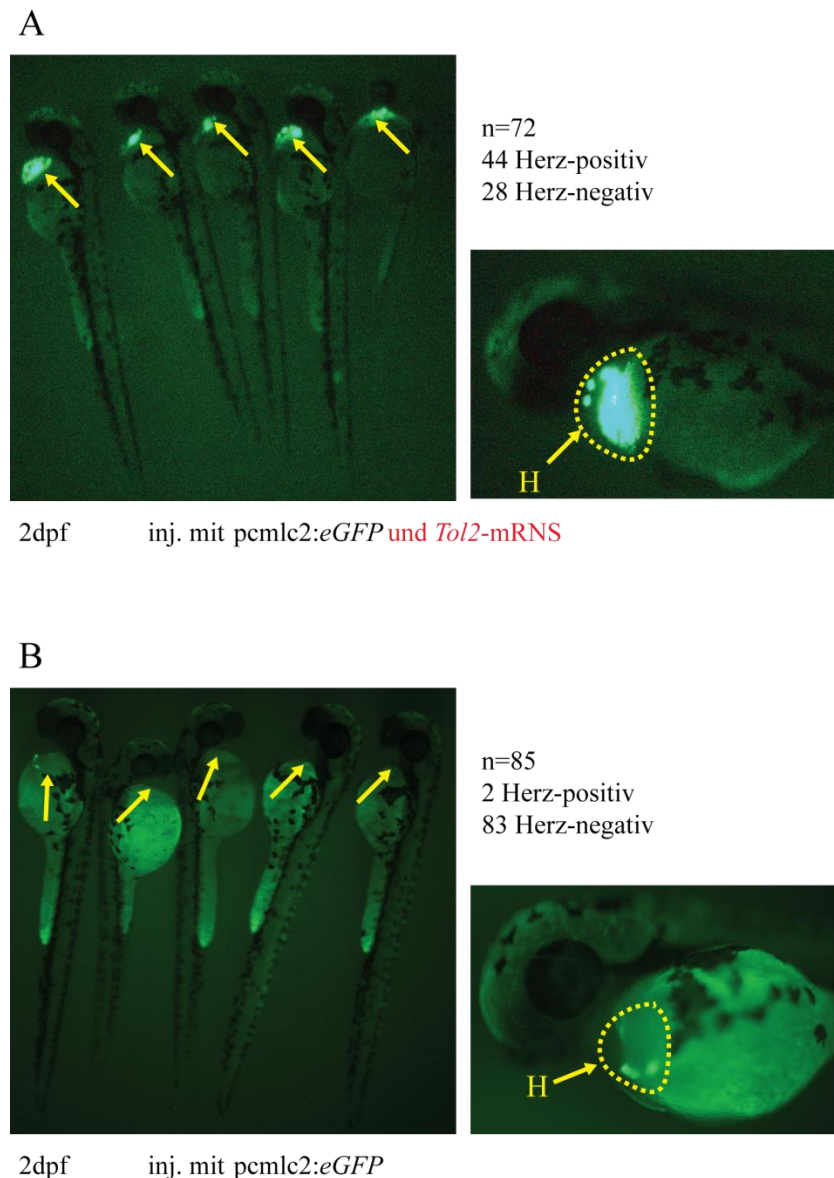 A
n=72
44 Herz-positiv
28 Herz-negativ
H
2dpf inj. mit pcmlc2:eGFP und Tol2-mRNS
B
n=85
2 Herz-positiv
83 Herz-negativ
H
2dpf inj. mit pcmlc2:eGFP